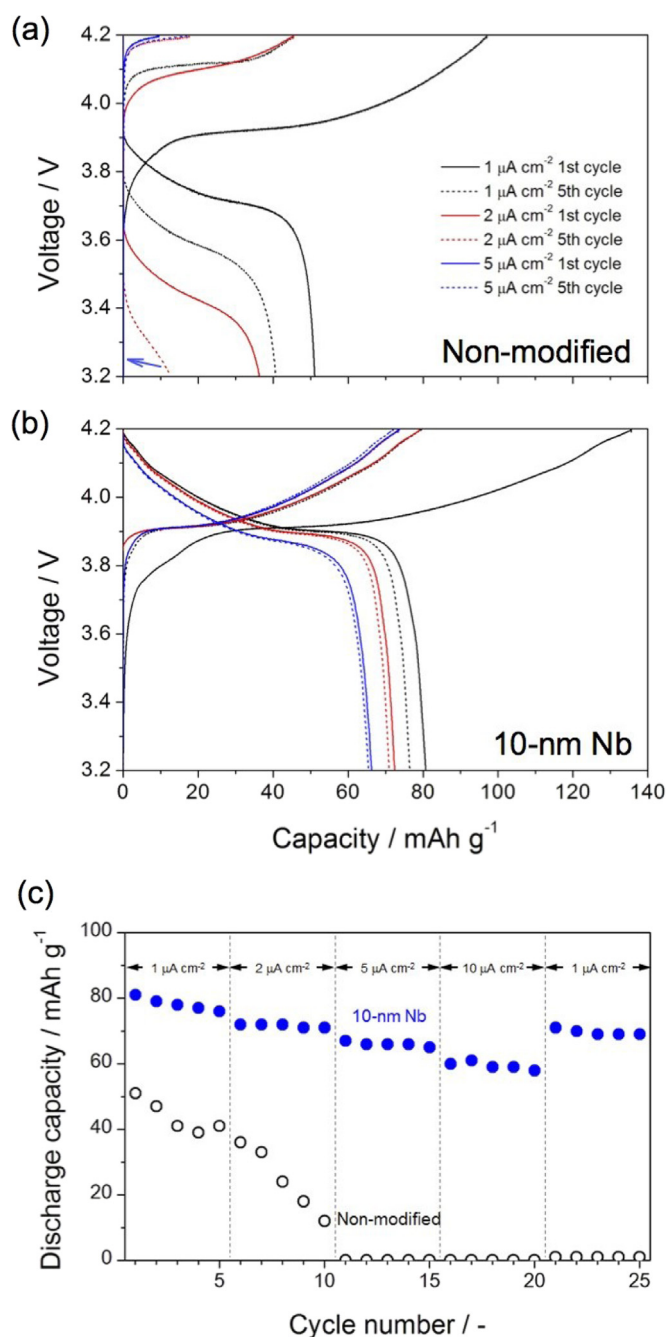 (a)
4.2
4.0
3.8
3.6
3.4
3.2
Voltage / V
1 μA cm⁻² 1st cycle
1 μA cm⁻² 5th cycle
2 μA cm⁻² 1st cycle
2 μA cm⁻² 5th cycle
5 μA cm⁻² 1st cycle
5 μA cm⁻² 5th cycle
Non-modified
(b)
4.2
4.0
3.8
3.6
3.4
3.2
Voltage / V
10-nm Nb
0 20 40 60 80 100 120 140
Capacity / mAh g⁻¹
(c)
100
80
60
40
20
0
Discharge capacity / mAh g⁻¹
1 μA cm⁻² 2 μA cm⁻² 5 μA cm⁻² 10 μA cm⁻² 1 μA cm⁻²
10-nm Nb
Non-modified
5 10 15 20 25
Cycle number / -